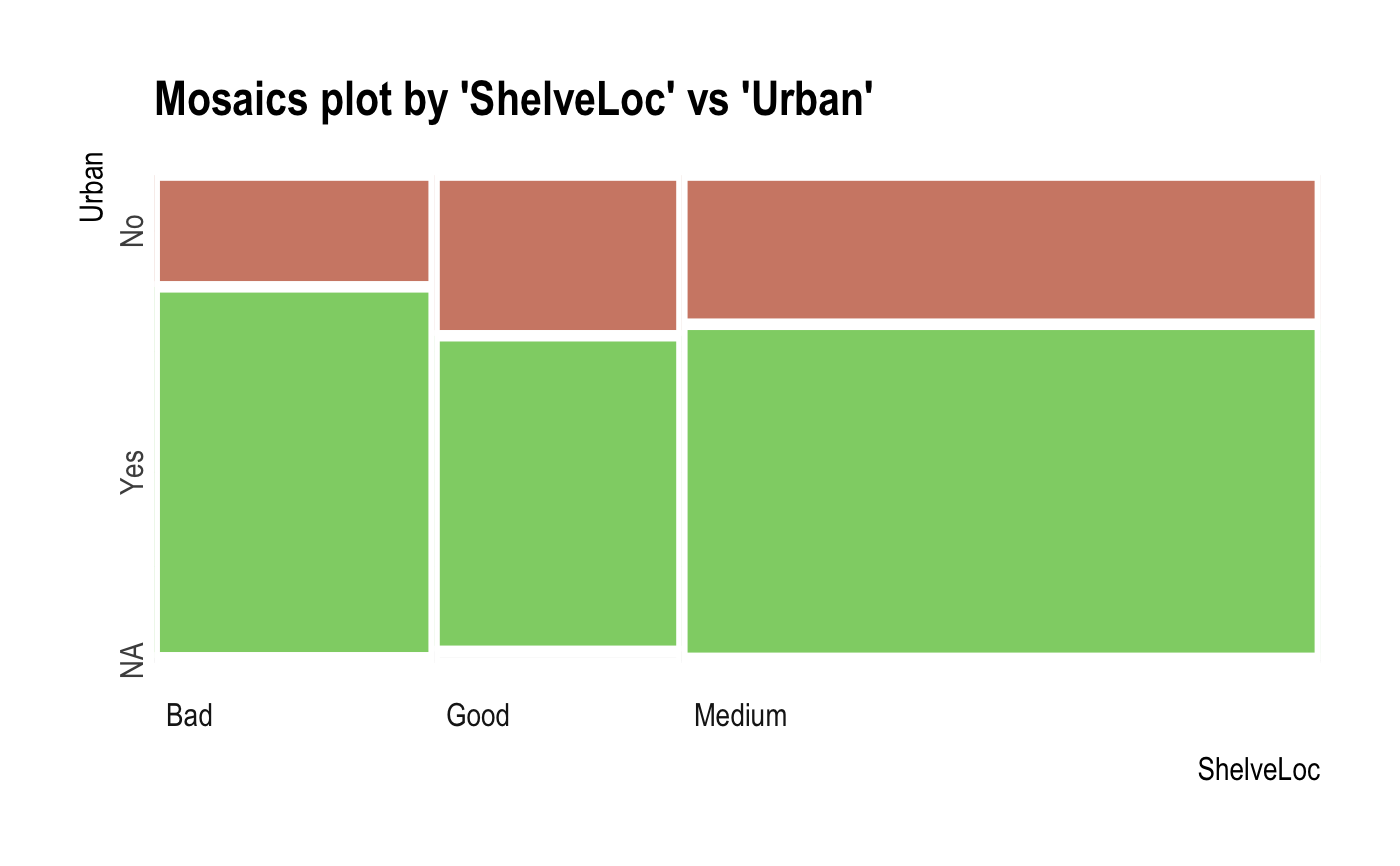 Mosaics plot by 'ShelveLoc' vs 'Urban'
Urban
No
Yes
NA
Bad
Good
Medium
ShelveLoc